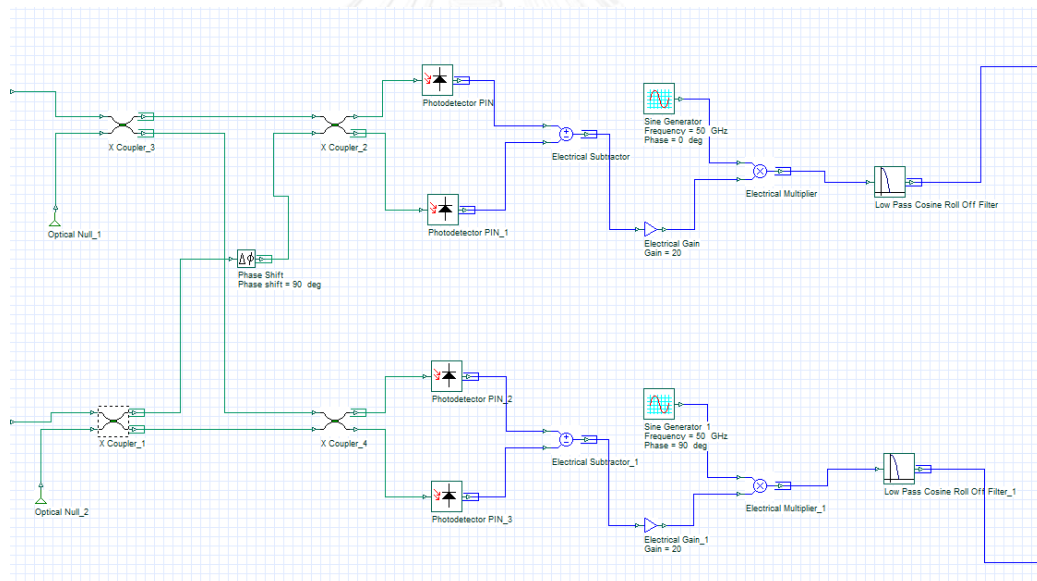 Photodetector PIN
Sine Generator
Frequency = 50 GHz
Phase = 0 deg
X Coupler_3
X Coupler_2
Electrical Subtractor
Electrical Multiplier
Low Pass Cosine Roll Off Filter
Optical Null_1
Photodetector PIN_1
Electrical Gain
Gain = 20
Phase Shift
Phase shift = 90 deg
Photodetector PIN_2
Sine Generator_1
Frequency = 50 GHz
Phase = 90 deg
X Coupler_1
X Coupler_4
Electrical Subtractor_1
Low Pass Cosine Roll Off Filter_1
Optical Null_2
Photodetector PIN_3
Electrical Multiplier_1
Electrical Gain_1
Gain = 20